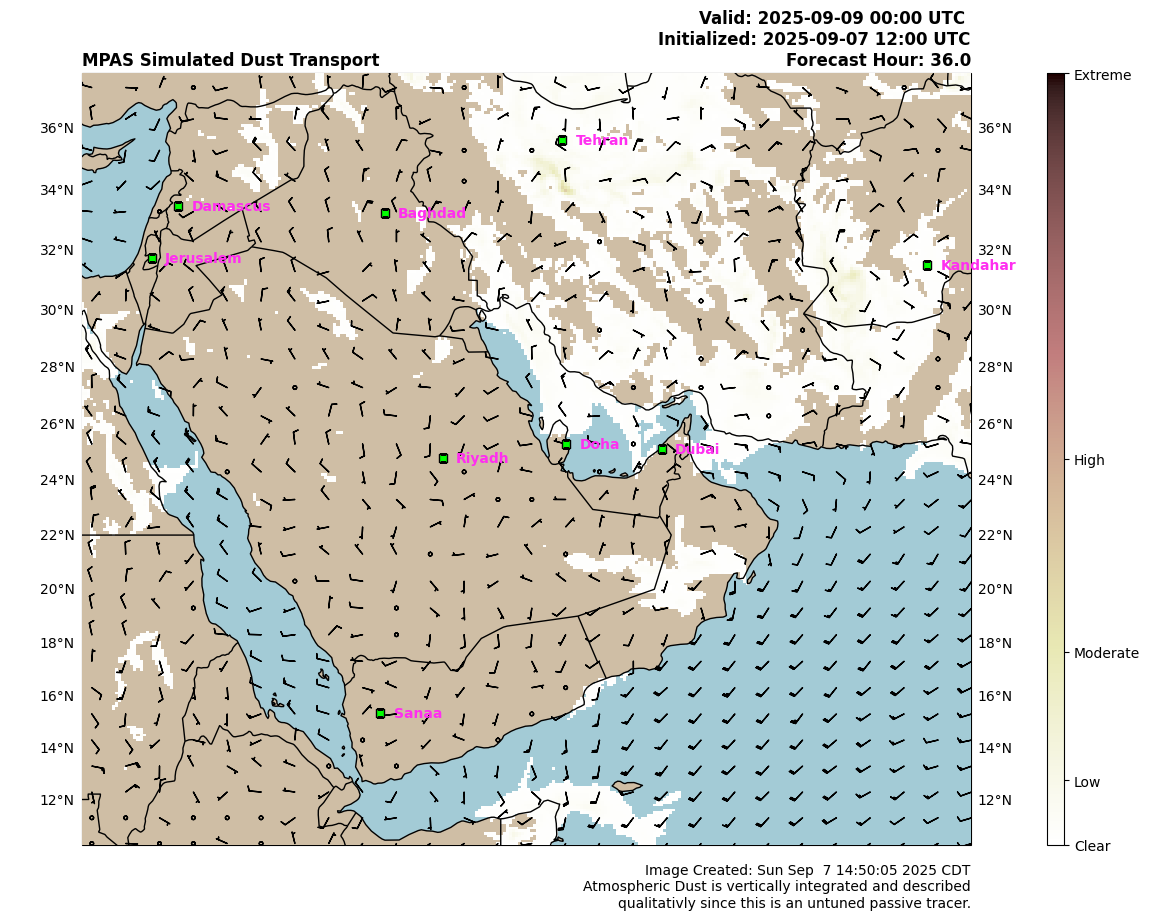 Valid: 2025-09-09 00:00 UTC
Initialized: 2025-09-07 12:00 UTC
MPAS Simulated Dust Transport
Forecast Hour: 36.0
Extreme
36°N
36°N
Tehran
34°N
34°N
Damascus
Baghdad
32°N
32°N
Jerusalem
Kandahar
30°N
30°N
28°N
28°N
26°N
26°N
Doha
Dubai
Riyadh
High
24°N
24°N
22°N
22°N
20°N
20°N
18°N
18°N
Moderate
16°N
16°N
Sanaa
14°N
14°N
Low
12°N
12°N
Clear
Image Created: Sun Sep  7 14:50:05 2025 CDT
Atmospheric Dust is vertically integrated and described
qualitativly since this is an untuned passive tracer.